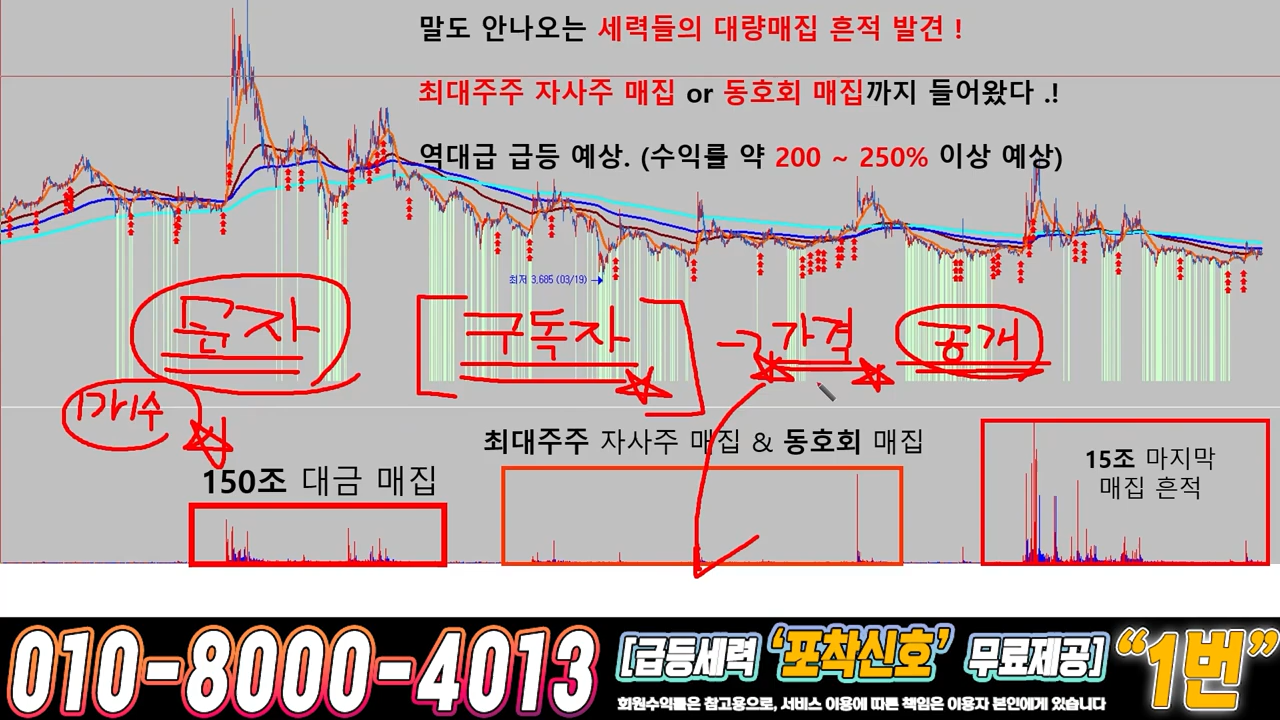 말도 안나오는 세력들의 대량매집 흔적 발견 !
최대주주 자사주 매집 or 동호회 매집까지 들어왔다 .!
역대급 급등 예상. (수익률 약 200 ~ 250% 이상 예상)
최저 3,685 (03/19) →
문자
구독자
가격
공개
최대주주 자사주 매집 & 동호회 매집
150조 대금 매집
15조 마지막
매집 흔적
010-8000-4013
[급등세력 ‘포착신호’ 무료제공] “1번”
회원수익률은 참고용으로, 서비스 이용에 따른 책임은 이용자 본인에게 있습니다